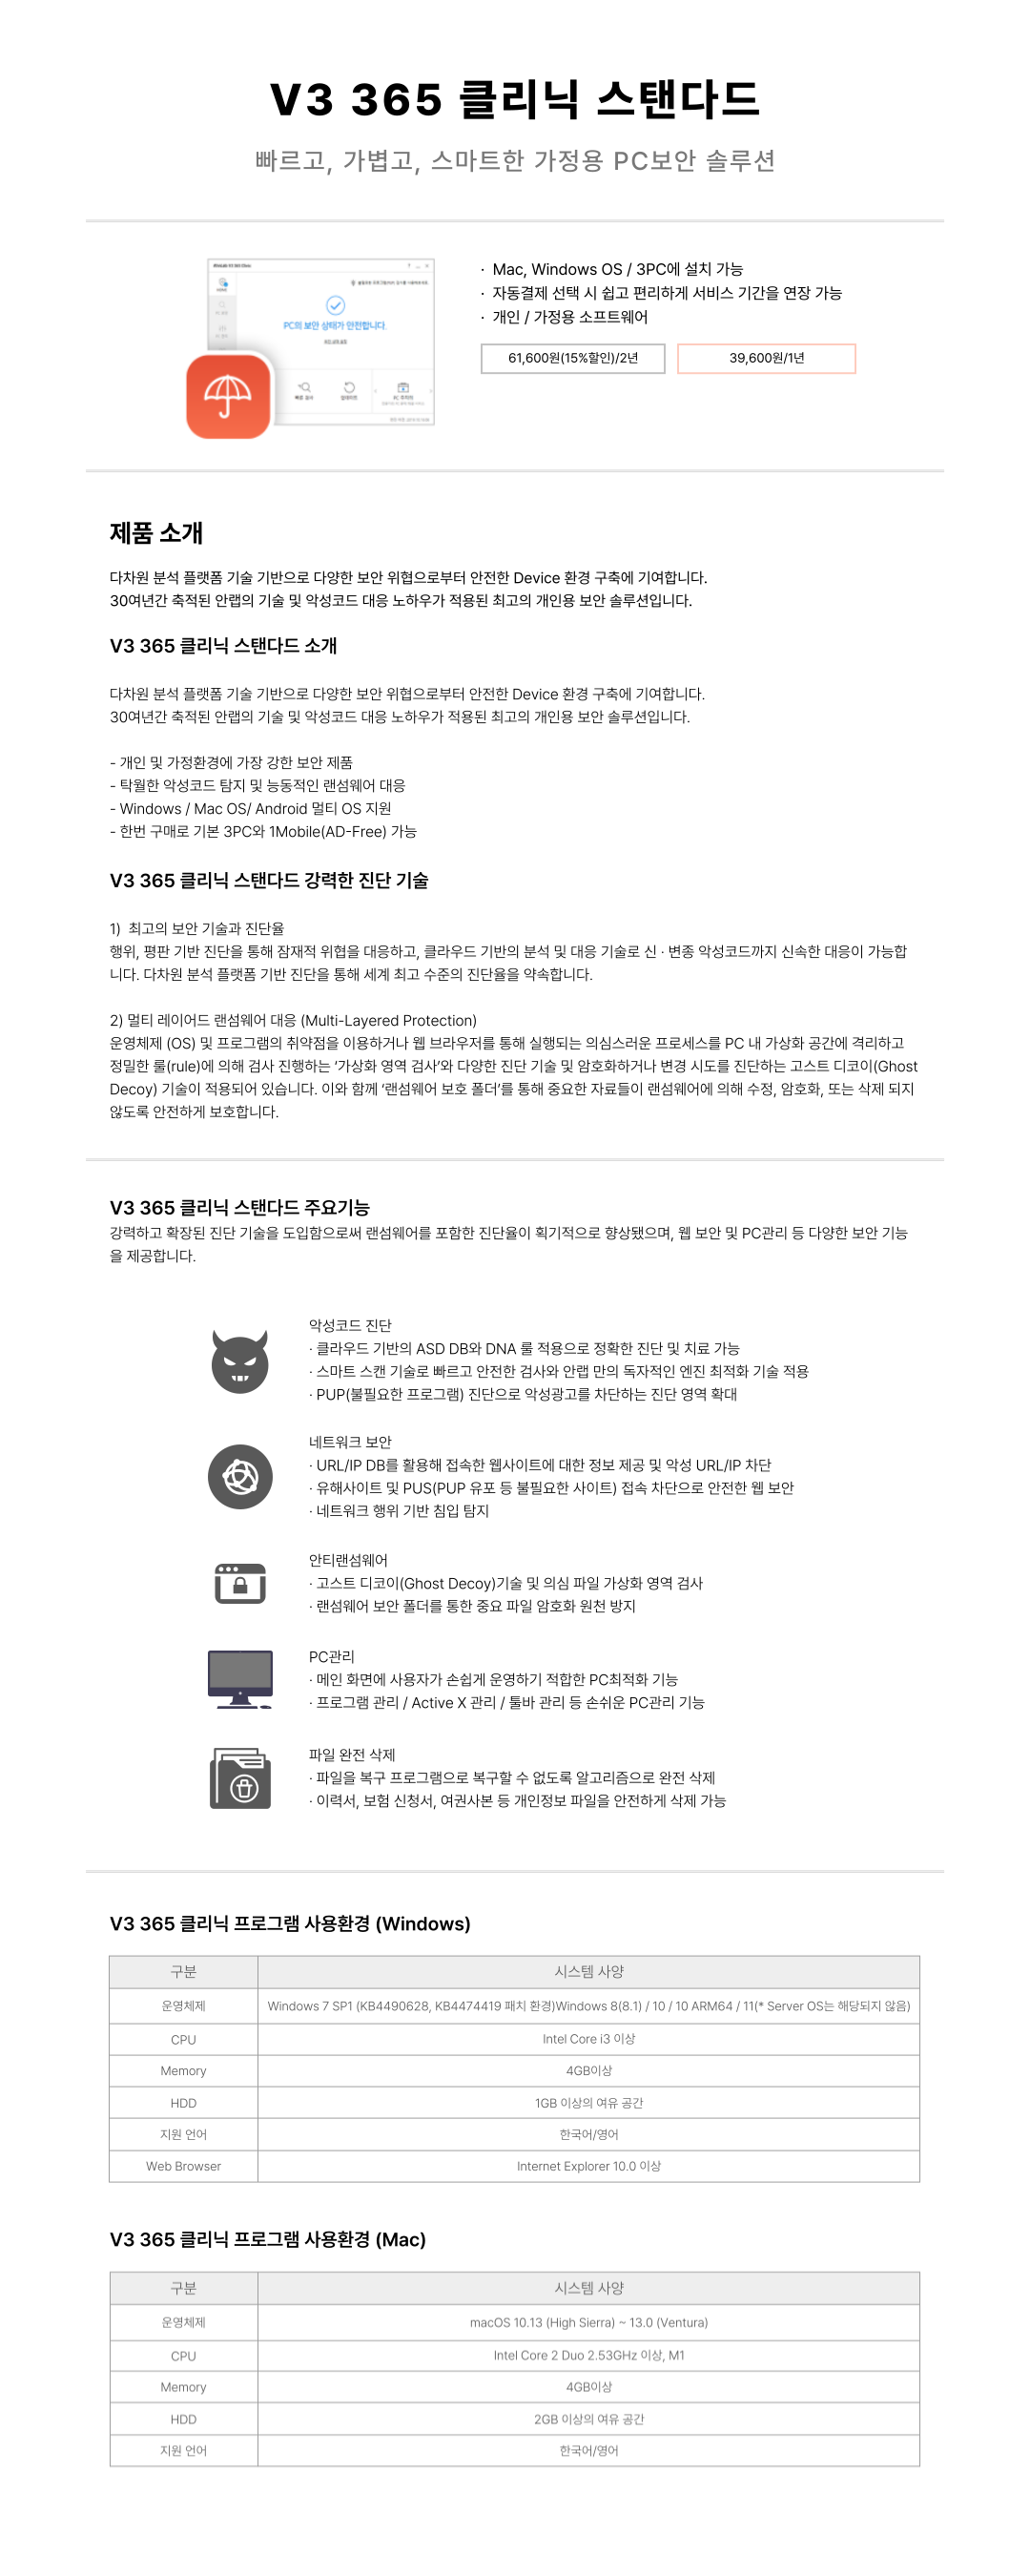 V3 365 클리닉 스탠다드
빠르고, 가볍고, 스마트한 가정용 PC보안 솔루션
PC의 보안 상태가 안전합니다.
· Mac, Windows OS / 3PC에 설치 가능
· 자동결제 선택 시 쉽고 편리하게 서비스 기간을 연장 가능
· 개인 / 가정용 소프트웨어
61,600원(15%할인)/2년
39,600원/1년
제품 소개
다차원 분석 플랫폼 기술 기반으로 다양한 보안 위협으로부터 안전한 Device 환경 구축에 기여합니다.
30여년간 축적된 안랩의 기술 및 악성코드 대응 노하우가 적용된 최고의 개인용 보안 솔루션입니다.
V3 365 클리닉 스탠다드 소개
다차원 분석 플랫폼 기술 기반으로 다양한 보안 위협으로부터 안전한 Device 환경 구축에 기여합니다.
30여년간 축적된 안랩의 기술 및 악성코드 대응 노하우가 적용된 최고의 개인용 보안 솔루션입니다.
- 개인 및 가정환경에 가장 강한 보안 제품
- 탁월한 악성코드 탐지 및 능동적인 랜섬웨어 대응
- Windows / Mac OS/ Android 멀티 OS 지원
- 한번 구매로 기본 3PC와 1Mobile(AD-Free) 가능
V3 365 클리닉 스탠다드 강력한 진단 기술
1) 최고의 보안 기술과 진단율
행위, 평판 기반 진단을 통해 잠재적 위협을 대응하고, 클라우드 기반의 분석 및 대응 기술로 신 · 변종 악성코드까지 신속한 대응이 가능합
니다. 다차원 분석 플랫폼 기반 진단을 통해 세계 최고 수준의 진단율을 약속합니다.
2) 멀티 레이어드 랜섬웨어 대응 (Multi-Layered Protection)
운영체제 (OS) 및 프로그램의 취약점을 이용하거나 웹 브라우저를 통해 실행되는 의심스러운 프로세스를 PC 내 가상화 공간에 격리하고
정밀한 룰(rule)에 의해 검사 진행하는 ‘가상화 영역 검사’와 다양한 진단 기술 및 암호화하거나 변경 시도를 진단하는 고스트 디코이(Ghost
Decoy) 기술이 적용되어 있습니다. 이와 함께 ‘랜섬웨어 보호 폴더’를 통해 중요한 자료들이 랜섬웨어에 의해 수정, 암호화, 또는 삭제 되지
않도록 안전하게 보호합니다.
V3 365 클리닉 스탠다드 주요기능
강력하고 확장된 진단 기술을 도입함으로써 랜섬웨어를 포함한 진단율이 획기적으로 향상됐으며, 웹 보안 및 PC관리 등 다양한 보안 기능
을 제공합니다.
악성코드 진단
· 클라우드 기반의 ASD DB와 DNA 룰 적용으로 정확한 진단 및 치료 가능
· 스마트 스캔 기술로 빠르고 안전한 검사와 안랩 만의 독자적인 엔진 최적화 기술 적용
· PUP(불필요한 프로그램) 진단으로 악성광고를 차단하는 진단 영역 확대
네트워크 보안
· URL/IP DB를 활용해 접속한 웹사이트에 대한 정보 제공 및 악성 URL/IP 차단
· 유해사이트 및 PUS(PUP 유포 등 불필요한 사이트) 접속 차단으로 안전한 웹 보안
· 네트워크 행위 기반 침입 탐지
안티랜섬웨어
· 고스트 디코이(Ghost Decoy)기술 및 의심 파일 가상화 영역 검사
· 랜섬웨어 보안 폴더를 통한 중요 파일 암호화 원천 방지
PC관리
· 메인 화면에 사용자가 손쉽게 운영하기 적합한 PC최적화 기능
· 프로그램 관리 / Active X 관리 / 툴바 관리 등 손쉬운 PC관리 기능
파일 완전 삭제
· 파일을 복구 프로그램으로 복구할 수 없도록 알고리즘으로 완전 삭제
· 이력서, 보험 신청서, 여권사본 등 개인정보 파일을 안전하게 삭제 가능
V3 365 클리닉 프로그램 사용환경 (Windows)
구분 시스템 사양
운영체제 Windows 7 SP1 (KB4490628, KB4474419 패치 환경)Windows 8(8.1) / 10 / 10 ARM64 / 11(* Server OS는 해당되지 않음)
CPU Intel Core i3 이상
Memory 4GB이상
HDD 1GB 이상의 여유 공간
지원 언어 한국어/영어
Web Browser Internet Explorer 10.0 이상
V3 365 클리닉 프로그램 사용환경 (Mac)
구분 시스템 사양
운영체제 macOS 10.13 (High Sierra) ~ 13.0 (Ventura)
CPU Intel Core 2 Duo 2.53GHz 이상, M1
Memory 4GB이상
HDD 2GB 이상의 여유 공간
지원 언어 한국어/영어